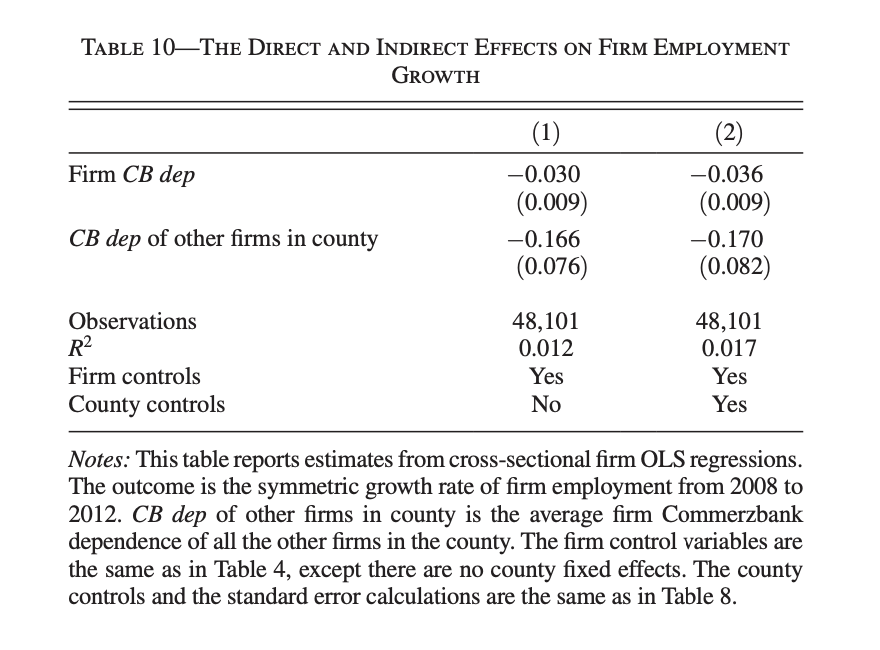 TABLE 10—THE DIRECT AND INDIRECT EFFECTS ON FIRM EMPLOYMENT
GROWTH
(1) (2)
Firm CB dep −0.030 −0.036
(0.009) (0.009)
CB dep of other firms in county −0.166 −0.170
(0.076) (0.082)
Observations 48,101 48,101
R² 0.012 0.017
Firm controls Yes Yes
County controls No Yes
Notes: This table reports estimates from cross-sectional firm OLS regressions.
The outcome is the symmetric growth rate of firm employment from 2008 to
2012. CB dep of other firms in county is the average firm Commerzbank
dependence of all the other firms in the county. The firm control variables are
the same as in Table 4, except there are no county fixed effects. The county
controls and the standard error calculations are the same as in Table 8.